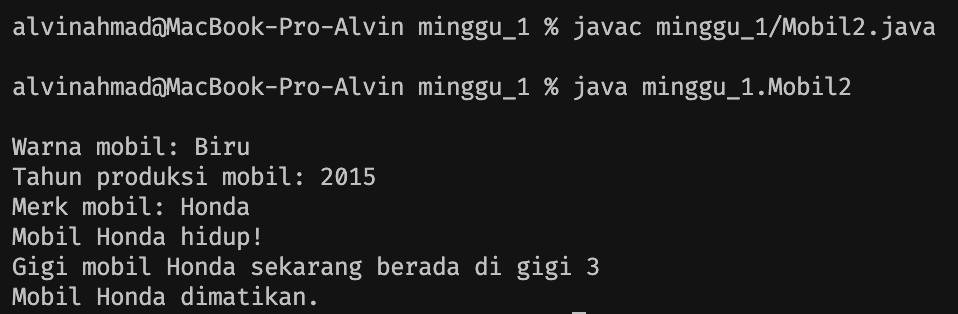 alvinahmad@MacBook-Pro-Alvin minggu_1 % javac minggu_1/Mobil2.java
alvinahmad@MacBook-Pro-Alvin minggu_1 % java minggu_1.Mobil2
Warna mobil: Biru
Tahun produksi mobil: 2015
Merk mobil: Honda
Mobil Honda hidup!
Gigi mobil Honda sekarang berada di gigi 3
Mobil Honda dimatikan.